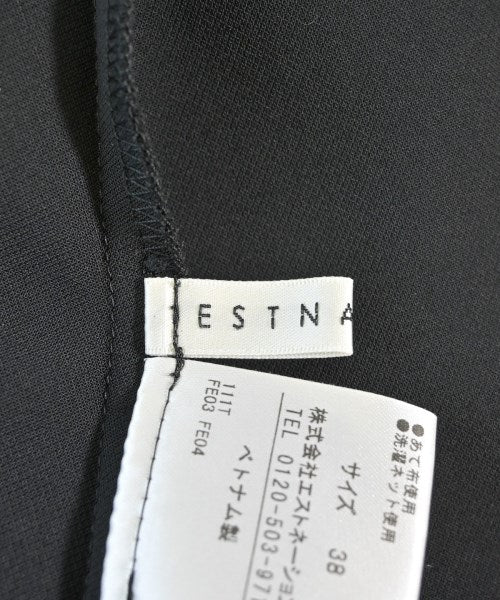 ESTNA
●あて布使用
●洗濯ネット使用
サイズ 38
株式会社エストネーション
TEL 0120-503-971
ベトナム製
111T
FE03 FE04